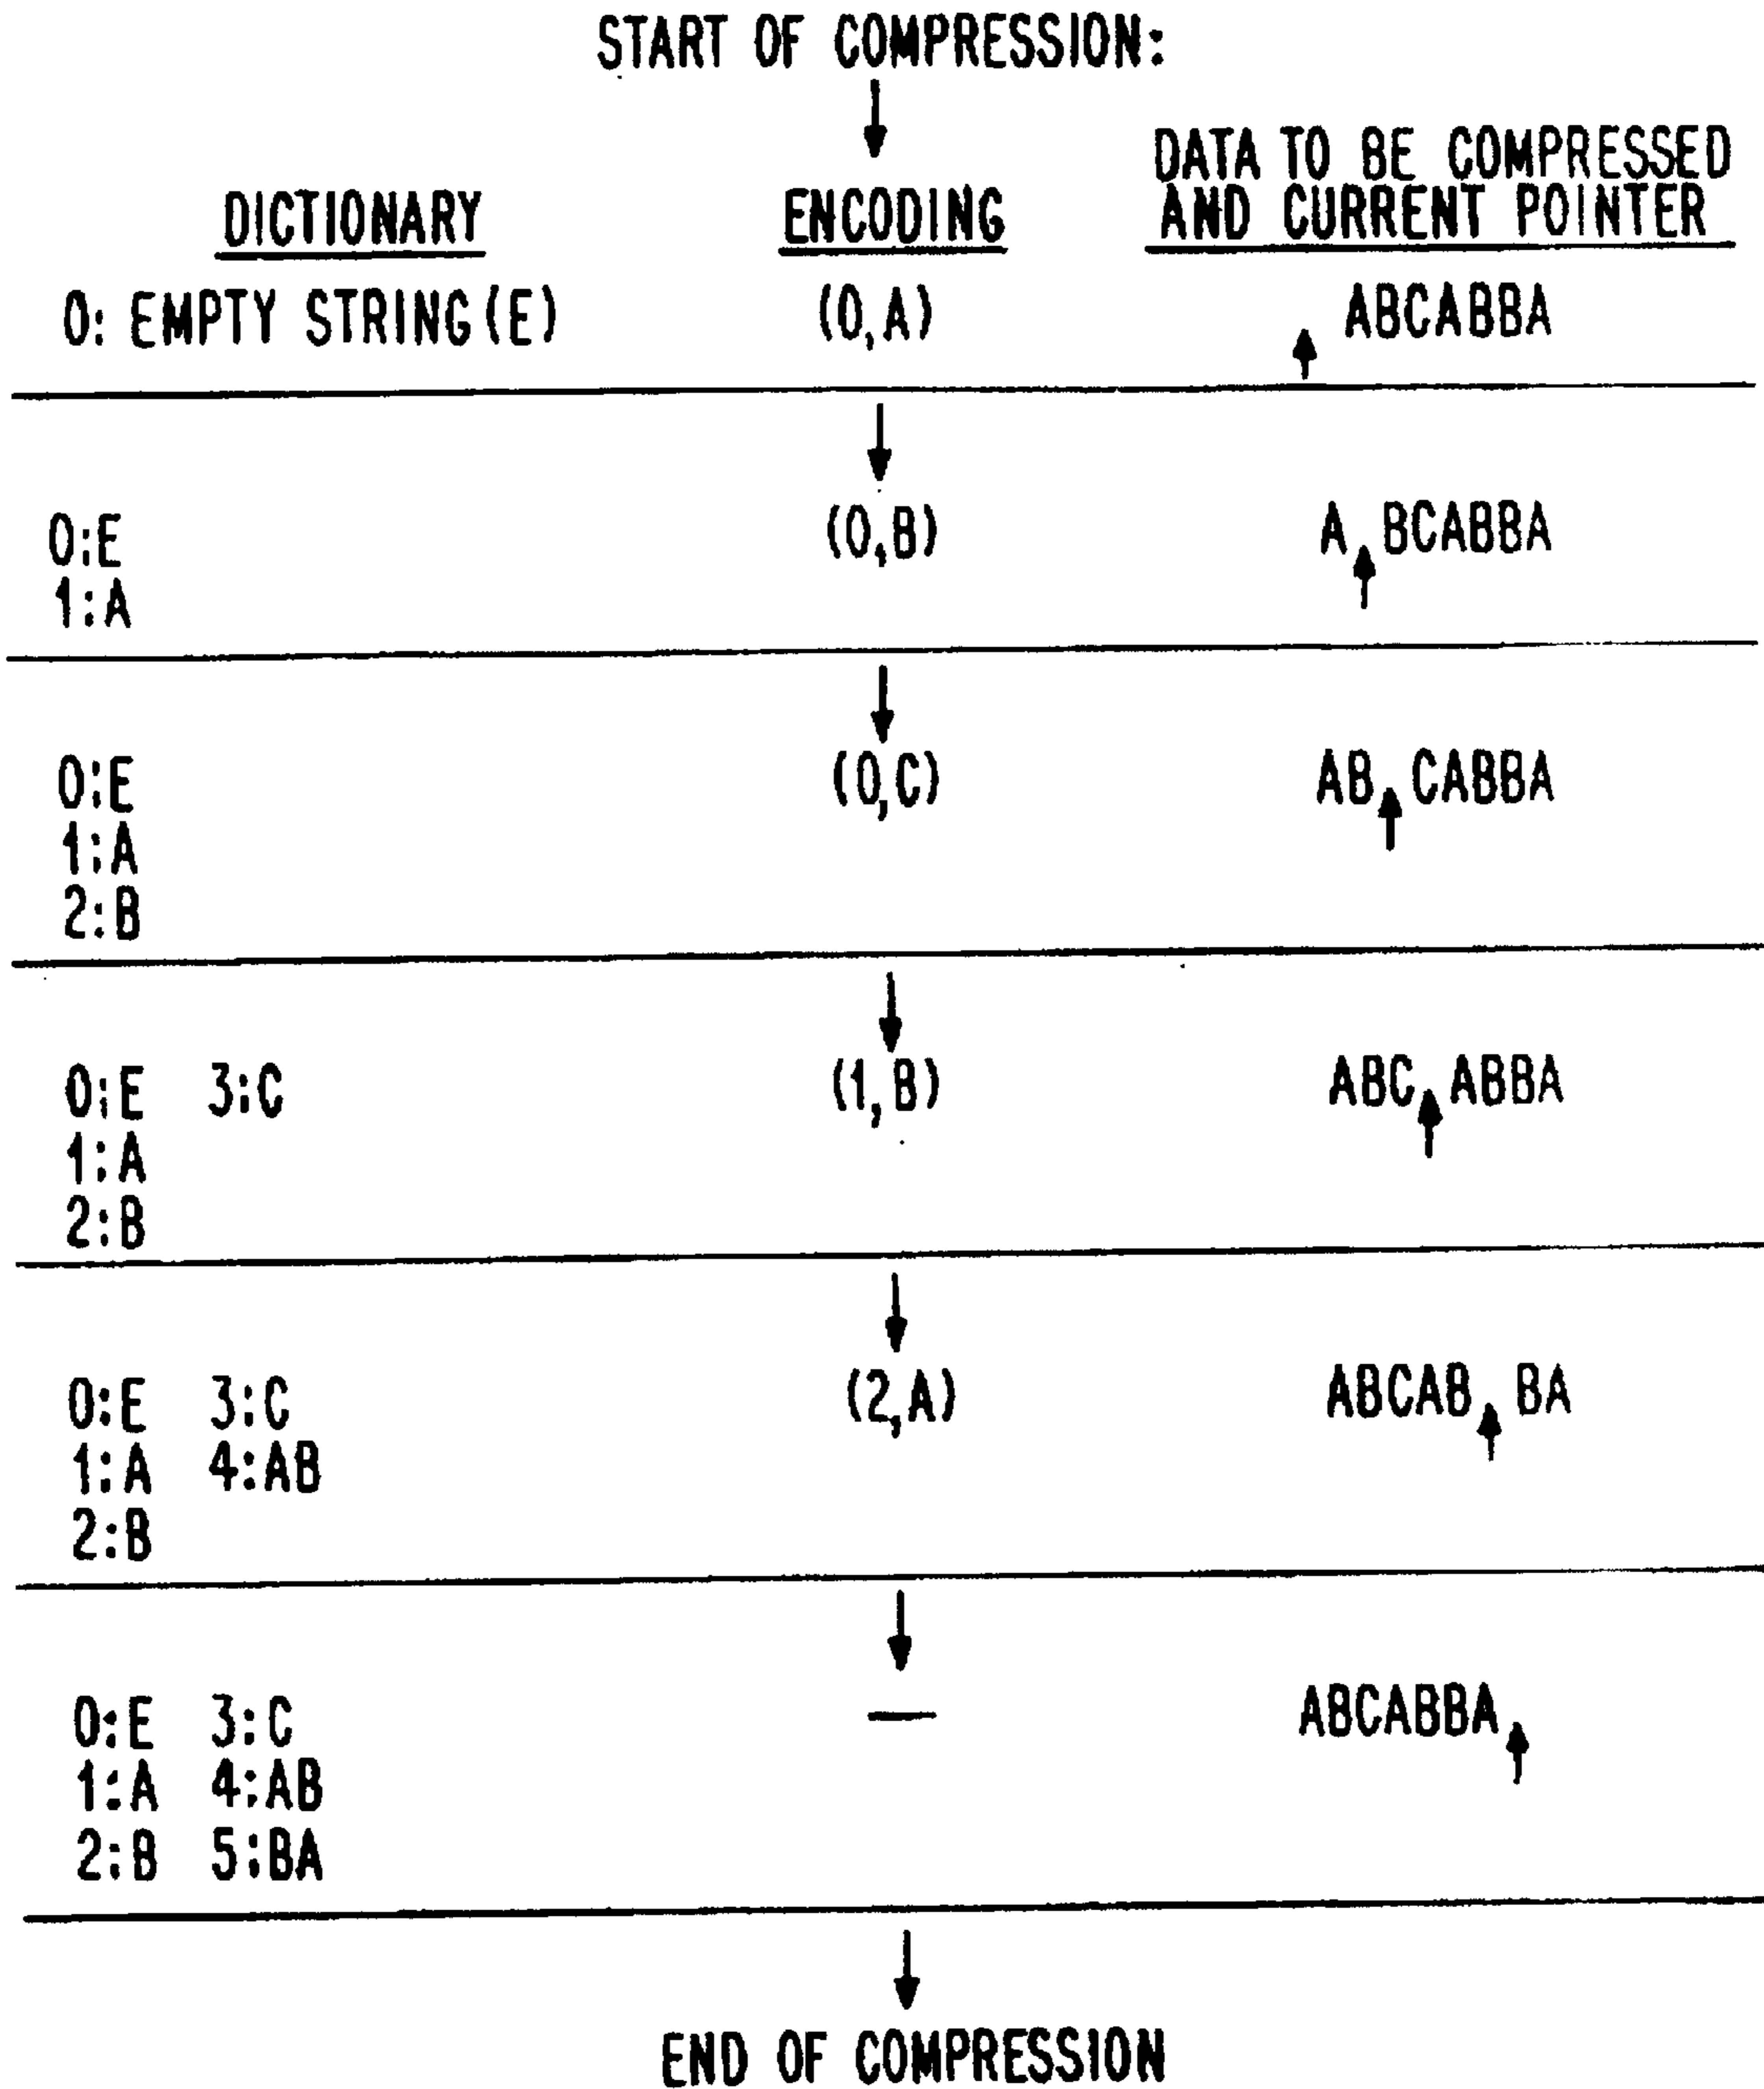 START OF COMPRESSION:
DATA TO BE COMPRESSED
DICTIONARY ENCODING AND CURRENT POINTER
0: EMPTY STRING(E) (0,A) ABCABBA
0:E (0,B) A BCABBA
1:A
0:E (0,C) AB CABBA
1:A
2:B
0:E 3:C (1,B) ABC ABBA
1:A
2:B
0:E 3:C (2,A) ABCAB BA
1:A 4:AB
2:B
0:E 3:C — ABCABBA
1:A 4:AB
2:B 5:BA
END OF COMPRESSION